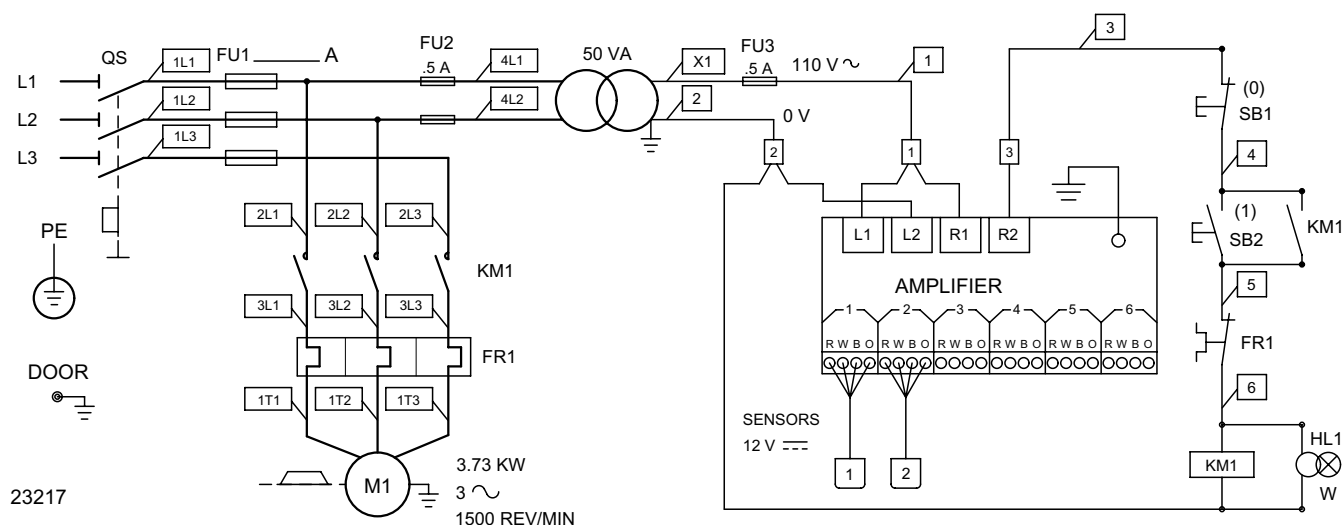 QS
1L1
FU1 ______ A
FU2
.5 A
4L1
50 VA
X1
FU3
.5 A
110 V ~
1
3
L1
L2
L3
1L2
1L3
4L2
2
0 V
(0)
SB1
2
1
3
4
PE
2L1
2L2
2L3
KM1
L1
L2
R1
R2
(1)
SB2
KM1
AMPLIFIER
5
3L1
3L2
3L3
1 2 3 4 5 6
R W B O R W B O R W B O R W B O R W B O R W B O
FR1
FR1
DOOR
6
1T1
1T2
1T3
SENSORS
12 V
HL1
3.73 KW
M1
3 ~
1500 REV/MIN
1
2
KM1
W
23217